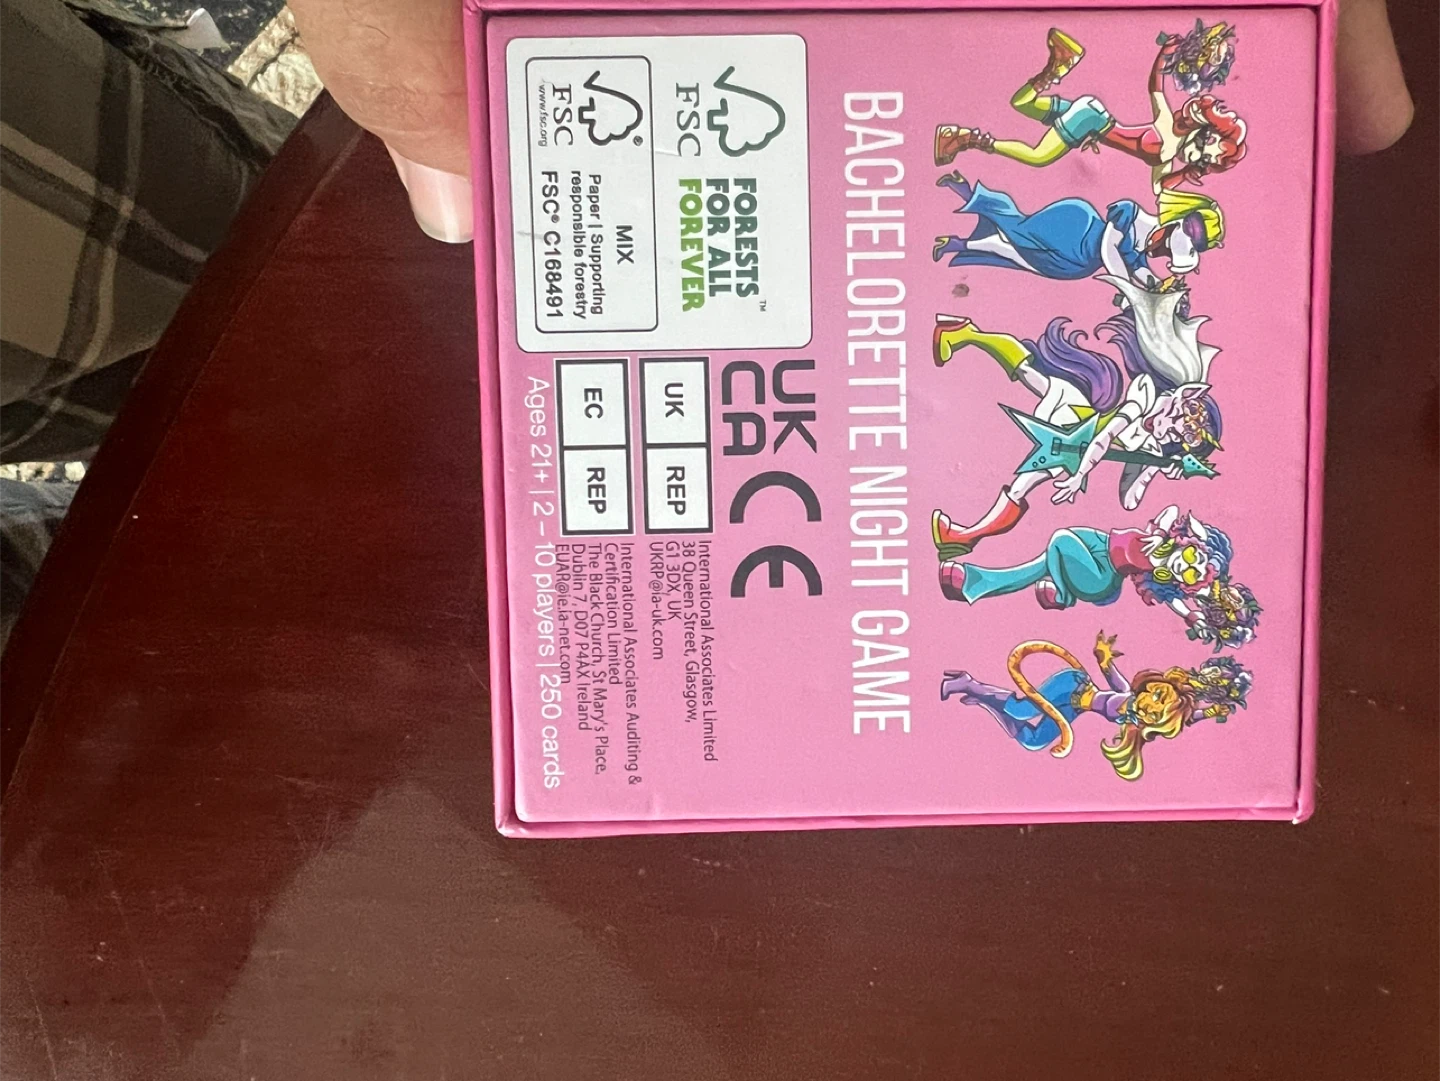 BACHELORETTE NIGHT GAME
FSC
FORESTS
FOR ALL
FOREVER™
FSC®
www.fsc.org
MIX
Paper | Supporting
responsible forestry
FSC® C168491
UK
CA
CE
UK REP
International Associates Limited
38 Queen Street, Glasgow,
G1 3DX, UK
UKRP@ia-uk.com
EC REP
International Associates Auditing &
Certification Limited
The Black Church, St Mary's Place,
Dublin 7, D07 P4AX Ireland
EUAR@ie.ia-net.com
Ages 21+ | 2 – 10 players | 250 cards